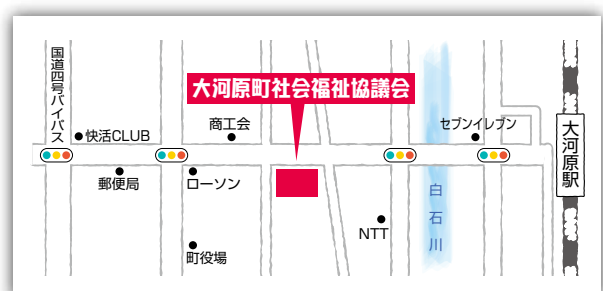 国道四号バイパス
大河原町社会福祉協議会
快活CLUB
商工会
セブンイレブン
大河原駅
郵便局
ローソン
白石川
NTT
町役場